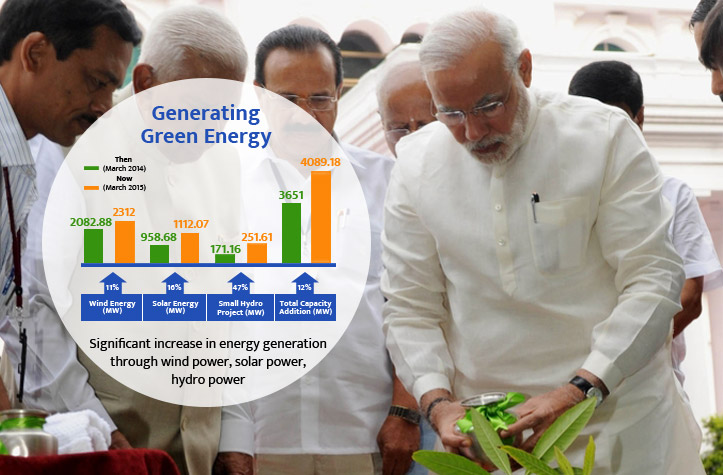 Generating
Green Energy
Then
(March 2014)
Now
(March 2015)
2082.88
2312
958.68
1112.07
171.16
251.61
3651
4089.18
11%
16%
47%
12%
Wind Energy
(MW)
Solar Energy
(MW)
Small Hydro
Project (MW)
Total Capacity
Addition (MW)
Significant increase in energy generation
through wind power, solar power,
hydro power